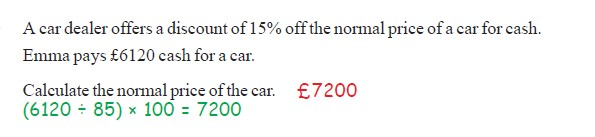 A car dealer offers a discount of 15% off the normal price of a car for cash.
Emma pays £6120 cash for a car.
Calculate the normal price of the car. £7200
(6120 ÷ 85) × 100 = 7200